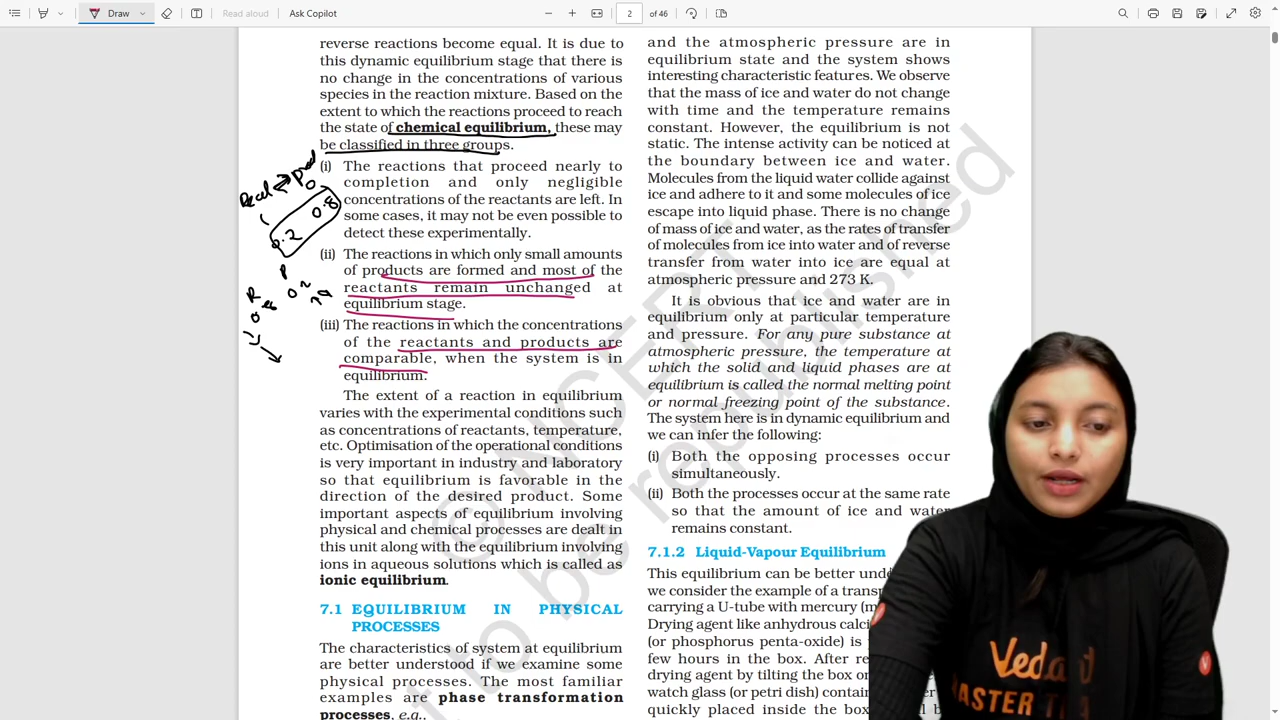 Draw
Read aloud
Ask Copilot
2
of 46
reverse reactions become equal. It is due to
this dynamic equilibrium stage that there is
no change in the concentrations of various
species in the reaction mixture. Based on the
extent to which the reactions proceed to reach
the state of chemical equilibrium, these may
be classified in three groups.
(i) The reactions that proceed nearly to
completion and only negligible
concentrations of the reactants are left. In
some cases, it may not be even possible to
detect these experimentally.
(ii) The reactions in which only small amounts
of products are formed and most of the
reactants remain unchanged at
equilibrium stage.
(iii) The reactions in which the concentrations
of the reactants and products are
comparable, when the system is in
equilibrium.
The extent of a reaction in equilibrium
varies with the experimental conditions such
as concentrations of reactants, temperature,
etc. Optimisation of the operational conditions
is very important in industry and laboratory
so that equilibrium is favorable in the
direction of the desired product. Some
important aspects of equilibrium involving
physical and chemical processes are dealt in
this unit along with the equilibrium involving
ions in aqueous solutions which is called as
ionic equilibrium.
7.1 EQUILIBRIUM IN PHYSICAL
PROCESSES
The characteristics of system at equilibrium
are better understood if we examine some
physical processes. The most familiar
examples are phase transformation
processes, e.g.,
prod
0
0.8
0.2
R
P
and the atmospheric pressure are in
equilibrium state and the system shows
interesting characteristic features. We observe
that the mass of ice and water do not change
with time and the temperature remains
constant. However, the equilibrium is not
static. The intense activity can be noticed at
the boundary between ice and water.
Molecules from the liquid water collide against
ice and adhere to it and some molecules of ice
escape into liquid phase. There is no change
of mass of ice and water, as the rates of transfer
of molecules from ice into water and of reverse
transfer from water into ice are equal at
atmospheric pressure and 273 K.
It is obvious that ice and water are in
equilibrium only at particular temperature
and pressure. For any pure substance at
atmospheric pressure, the temperature at
which the solid and liquid phases are at
equilibrium is called the normal melting point
or normal freezing point of the substance.
The system here is in dynamic equilibrium and
we can infer the following:
(i) Both the opposing processes occur
simultaneously.
(ii) Both the processes occur at the same rate
so that the amount of ice and water
remains constant.
7.1.2 Liquid-Vapour Equilibrium
This equilibrium can be better
we consider the example of a
carrying a U-tube with mercury
Drying agent like anhydrous
(or phosphorus penta-oxide) is
few hours in the box. After
drying agent by tilting the box
watch glass (or petri dish)
quickly placed inside the box
© NCERT
to be republished
MASTER